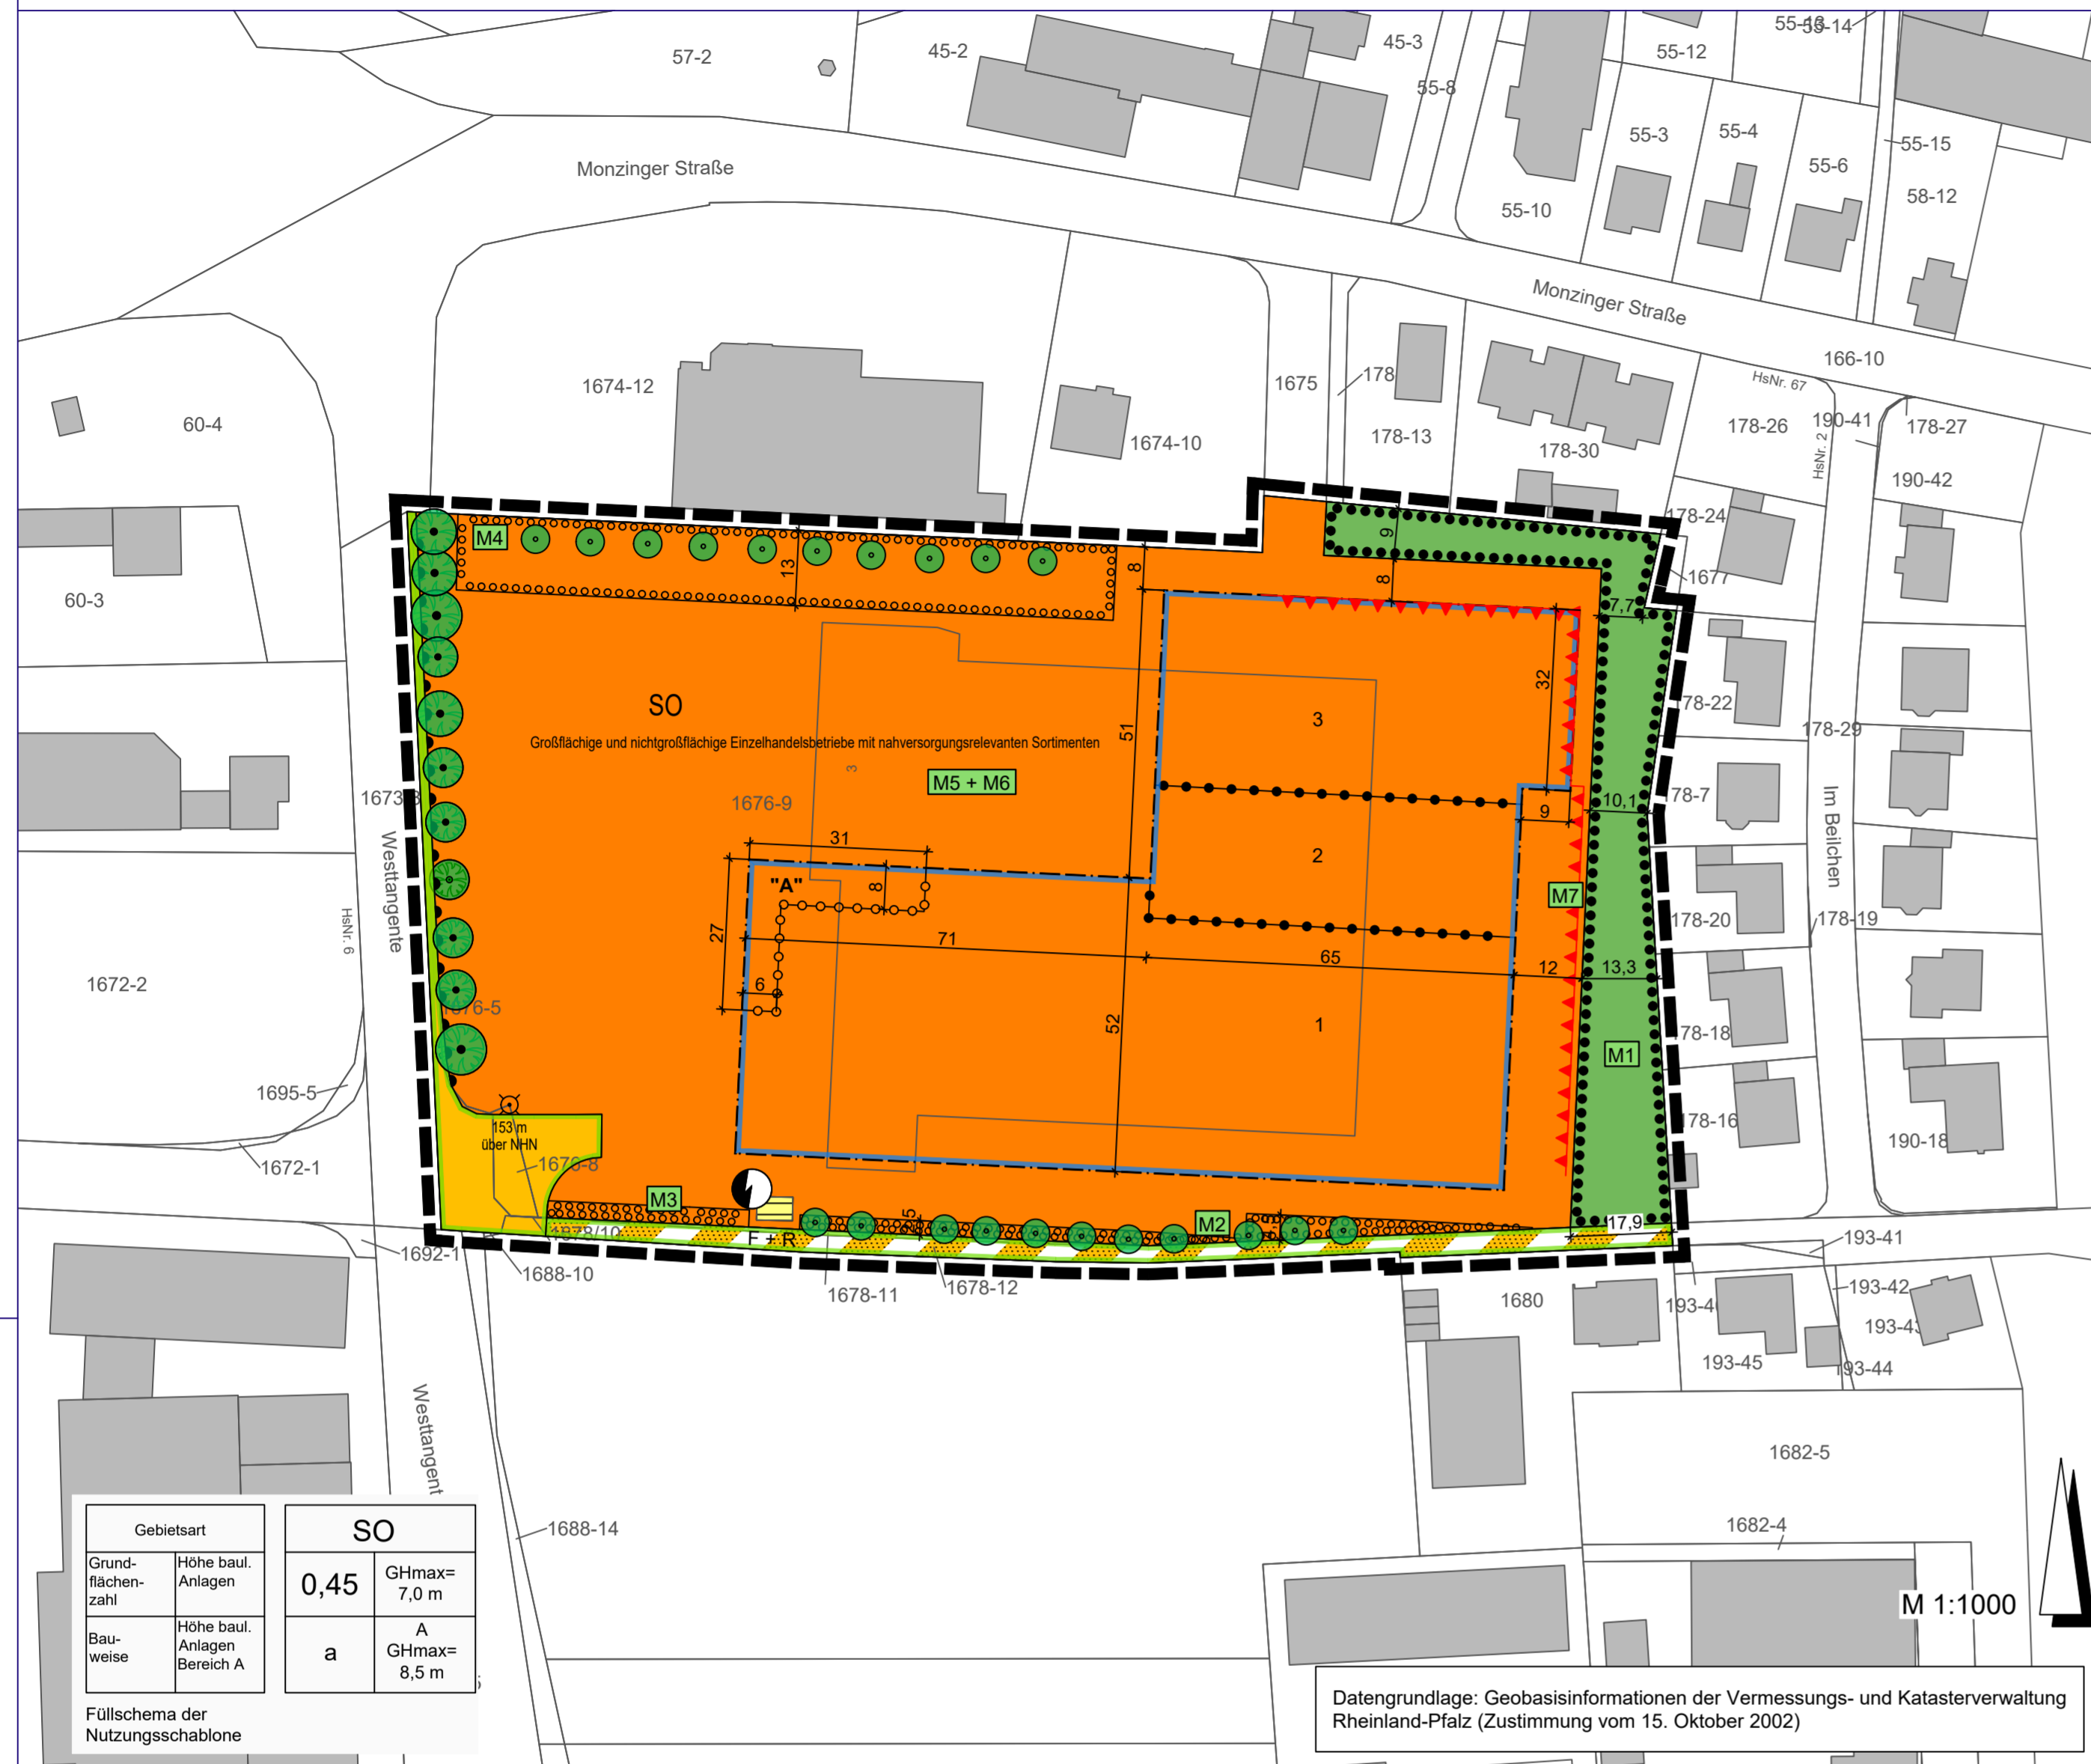 57-2
45-2
45-3
55-8
55-12
55-14
55-3
55-4
55-6
55-15
58-12
55-10
Monzinger Straße
Monzinger Straße
166-10
HsNr. 67
1674-12
1674-10
1675
178
178-13
178-30
178-26
190-41
178-27
HsNr. 2
190-42
178-24
1677
60-4
60-3
M4
13
8
9
8
7,7
32
SO
Großflächige und nichtgroßflächige Einzelhandelsbetriebe mit nahversorgungsrelevanten Sortimenten
3
1676-9
M5 + M6
51
3
2
1
9
10,1
78-22
178-29
78-7
Im Beilchen
31
"A"
8
27
71
6
65
12
13,3
52
M7
M1
178-20
178-19
178-18
178-16
190-18
Westtangente
HsNr. 6
1672-2
1695-5
1672-1
153 m
über NHN
M3
F + R
M2
17,9
1692-1
1688-10
1678-11
1678-12
1680
193-41
193-42
193-45
1682-5
1682-4
1688-14
Westtangent
M 1:1000
Gebietsart
SO
Grund-
flächen-
zahl
Höhe baul.
Anlagen
0,45
GHmax=
7,0 m
Bau-
weise
Höhe baul.
Anlagen
Bereich A
a
A
GHmax=
8,5 m
Füllschema der
Nutzungsschablone
Datengrundlage: Geobasisinformationen der Vermessungs- und Katasterverwaltung
Rheinland-Pfalz (Zustimmung vom 15. Oktober 2002)